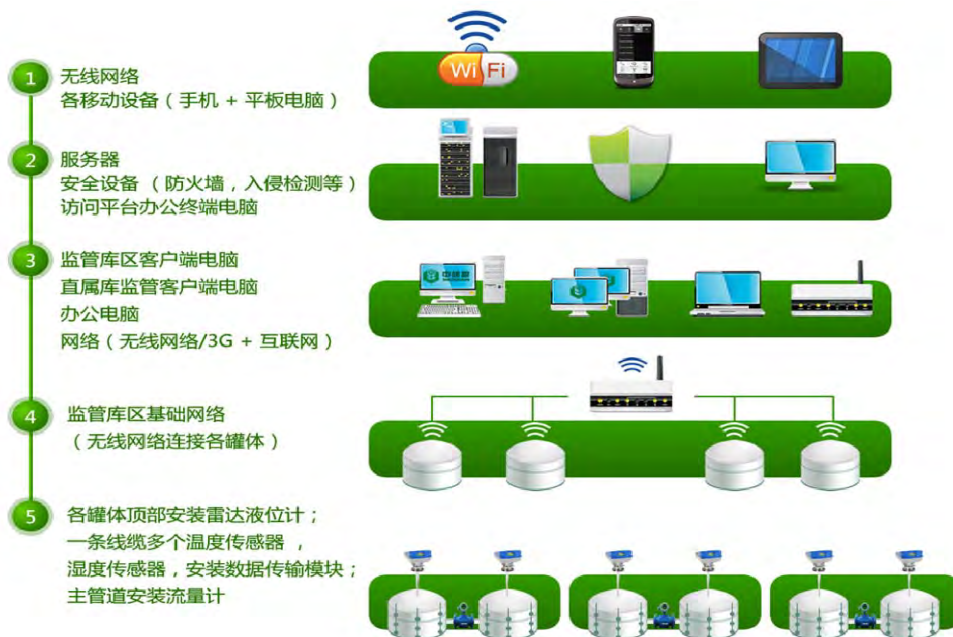 Wi Fi
1
无线网络
各移动设备（手机 + 平板电脑）
2
服务器
安全设备 （防火墙，入侵检测等）
访问平台办公终端电脑
3
监管库区客户端电脑
直属库监管客户端电脑
办公电脑
网络（无线网络/3G + 互联网）
4
监管库区基础网络
（无线网络连接各罐体）
5
各罐体顶部安装雷达液位计；
一条线缆多个温度传感器 ，
湿度传感器，安装数据传输模块；
主管道安装流量计